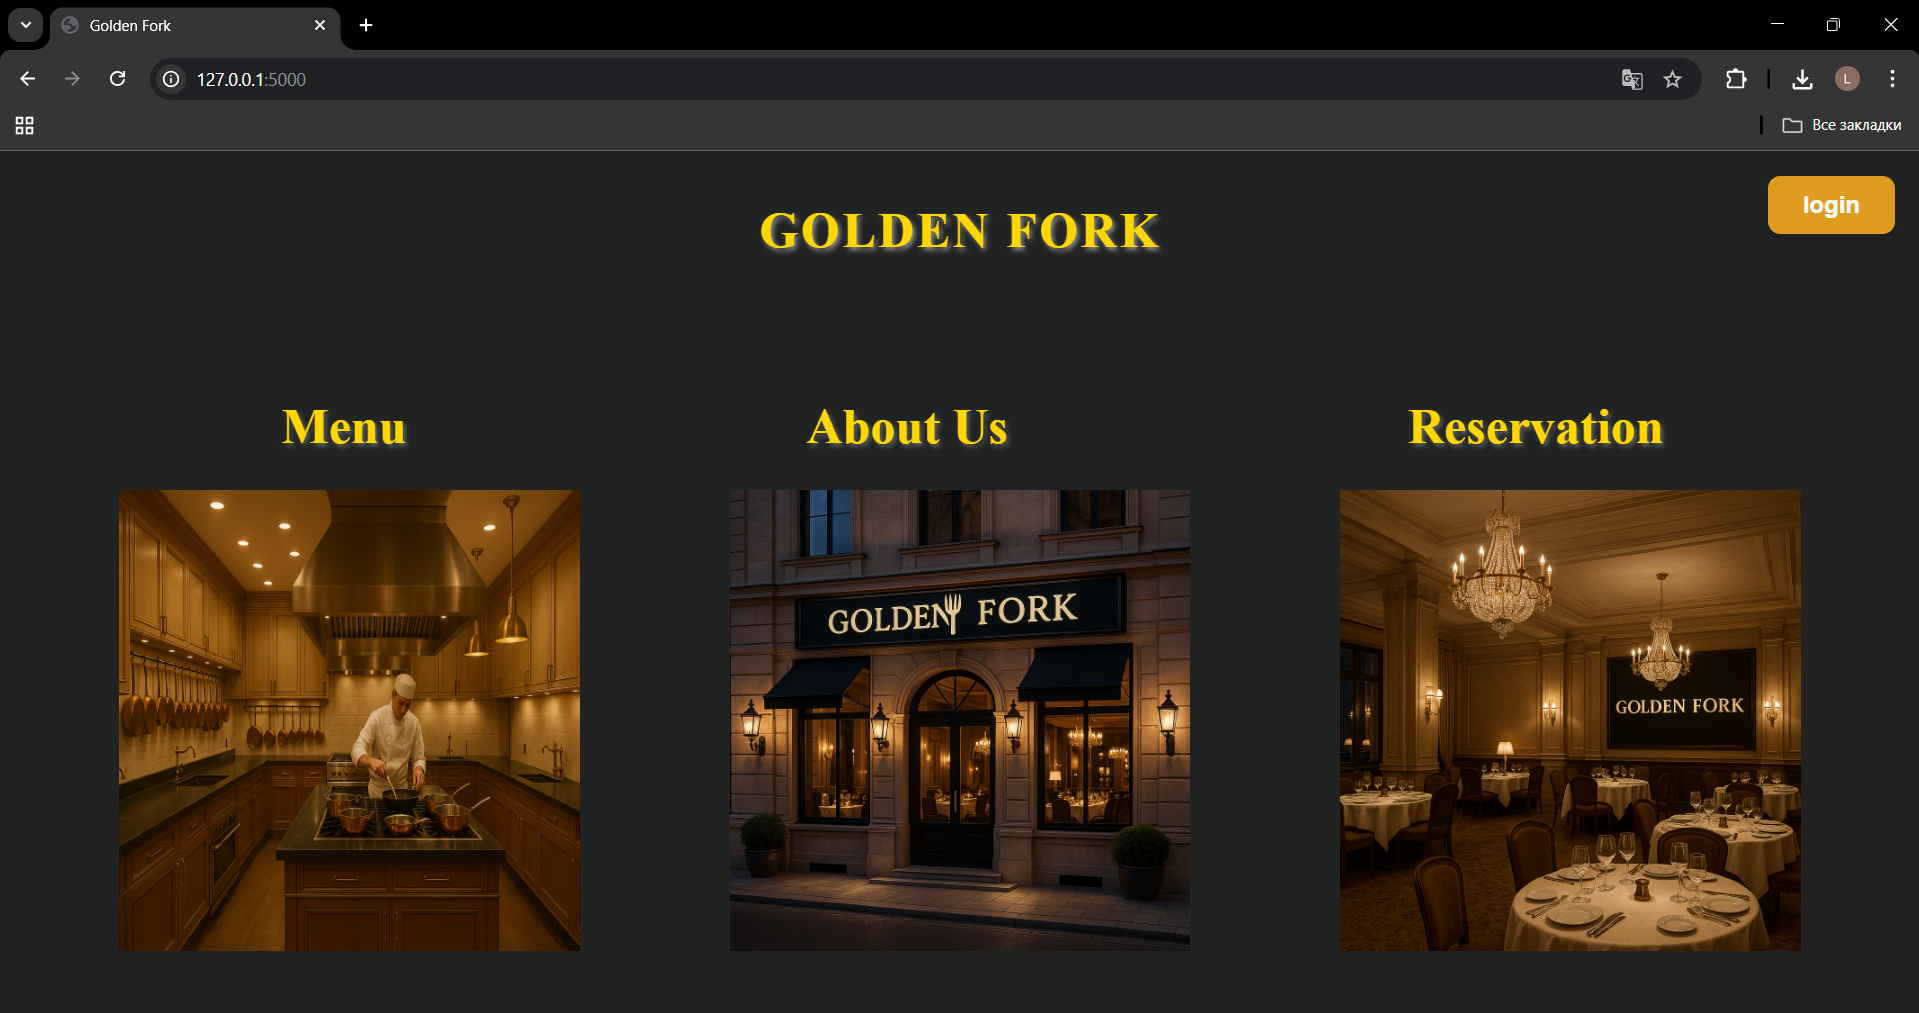 Golden Fork
127.0.0.1:5000
L
Все закладки
login
GOLDEN FORK
Menu
About Us
Reservation
GOLDEN FORK
GOLDEN FORK